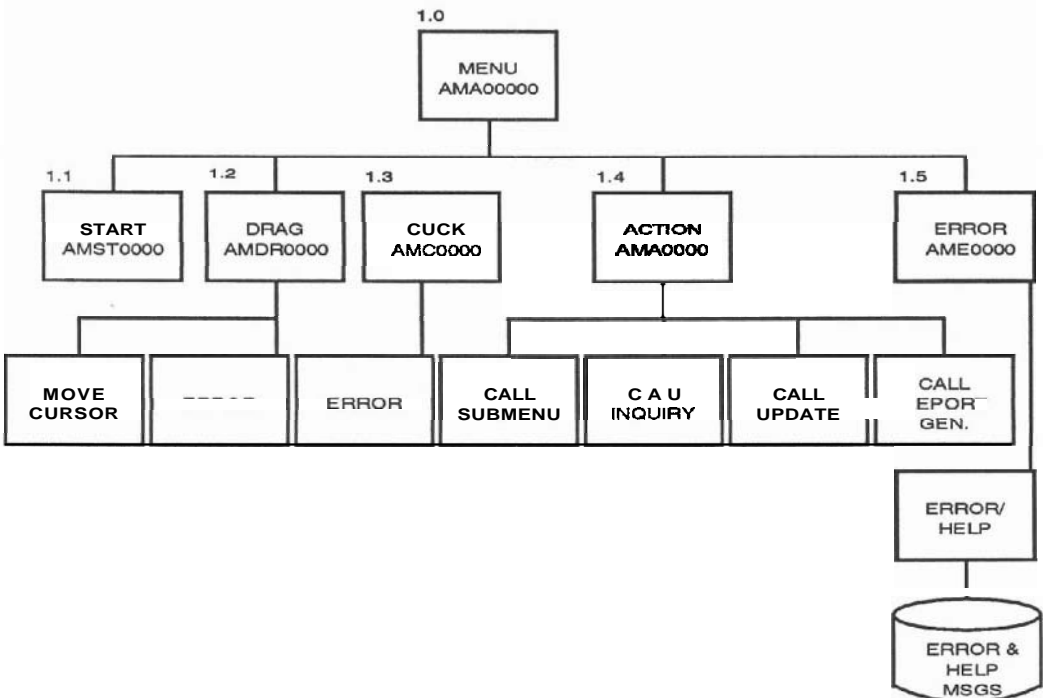 1.0
MENU
AMA00000
1.1
START
AMST0000
1.2
DRAG
AMDR0000
1.3
CUCK
AMC0000
1.4
ACTION
AMA0000
1.5
ERROR
AME0000
MOVE
CURSOR
ERROR
CALL
SUBMENU
C A U
INQUIRY
CALL
UPDATE
CALL
EPORT
GEN.
ERROR/
HELP
ERROR &
HELP
MSGS